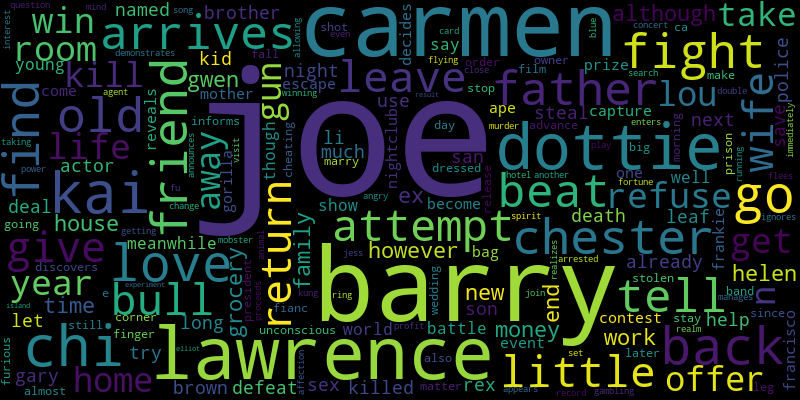 question mind song named win arrives brother demonstrates carmen shot even blue although take
card concert ca flying interest young room kill kid decides allowing say fight fall owner
mother gwen night escape film prize order make close search double police
old friend gun joe leave father lou wife
come agent reveals though use ape steal capture stop winning result
find life away informs nightclub li much day san dottie next morning advance save immediately
actor visit announces marry cheating dressed release hotel another big one well running prison
taking kai gorilla ex beat refuse enters murder play
power deal fu show become death leaf fortune go
going house change getting family attempt chester spirit ignores flees
meanwhile mobster angry frankie already get
give love return however bag jess arrested realizes helen
discovers year grocery president animal wedding son new stolen tell n
e bull barry battle band manages since
island time long kung ring fianc end join contest stay help realm
let corner unconscious world profit money event work back francisco
chi still finger proceeds lawrence also set later
furious try experiment matter little offer
gary brown defeat sex killed rex appears leg
almost home elliot affection record gambling